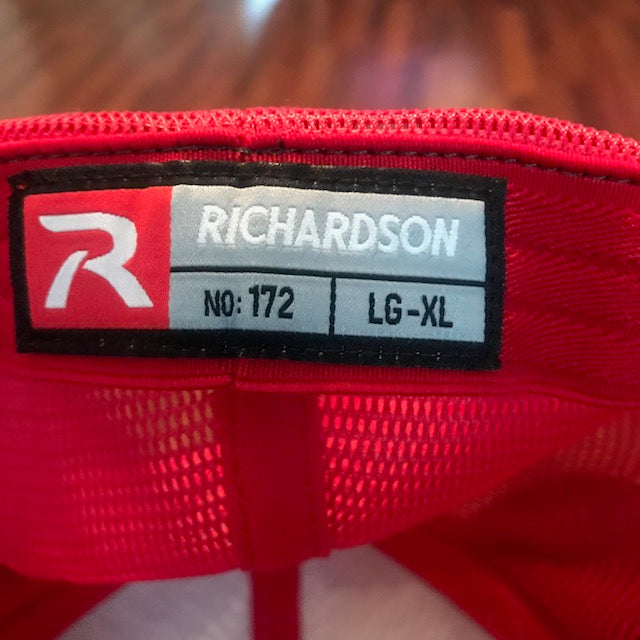 R
RICHARDSON
NO: 172
LG-XL